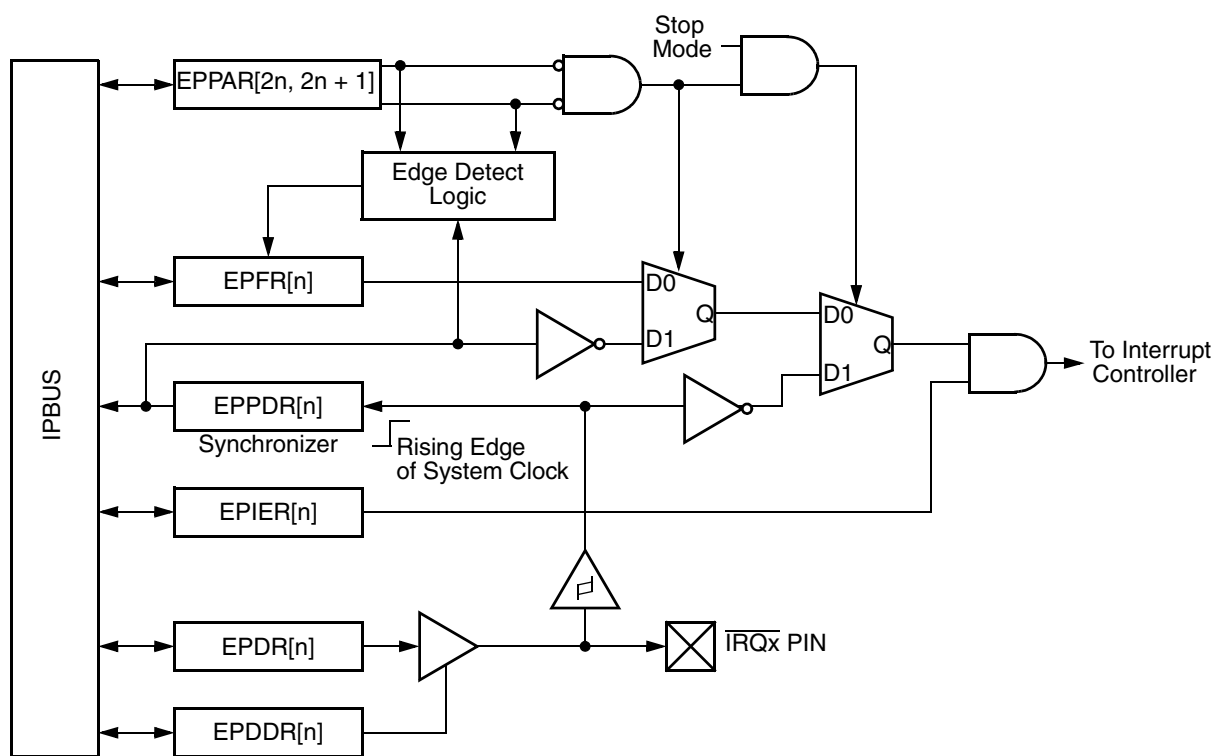 Stop
Mode
EPPAR[2n, 2n + 1]
Edge Detect
Logic
EPFR[n]
D0
Q
D1
D0
Q
D1
To Interrupt
Controller
IPBUS
EPPDR[n]
Synchronizer
Rising Edge
of System Clock
EPIER[n]
EPDR[n]
IRQx PIN
EPDDR[n]